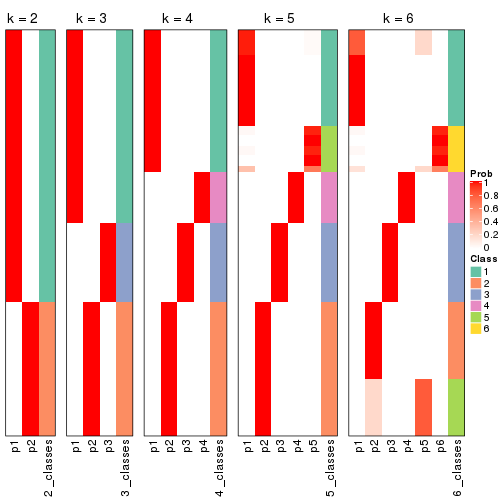 k = 2
k = 3
k = 4
k = 5
k = 6
p1
p2
2_classes
p1
p2
p3
3_classes
p1
p2
p3
p4
4_classes
p1
p2
p3
p4
p5
5_classes
p1
p2
p3
p4
p5
p6
6_classes
Prob
1
0.8
0.6
0.4
0.2
0
Class
1
2
3
4
5
6